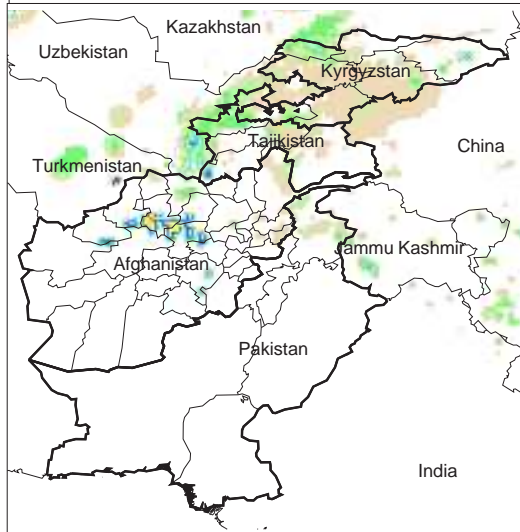 Kazakhstan
Uzbekistan
Kyrgyzstan
Tajikistan
China
Turkmenistan
Jammu Kashmir
Afghanistan
Pakistan
India